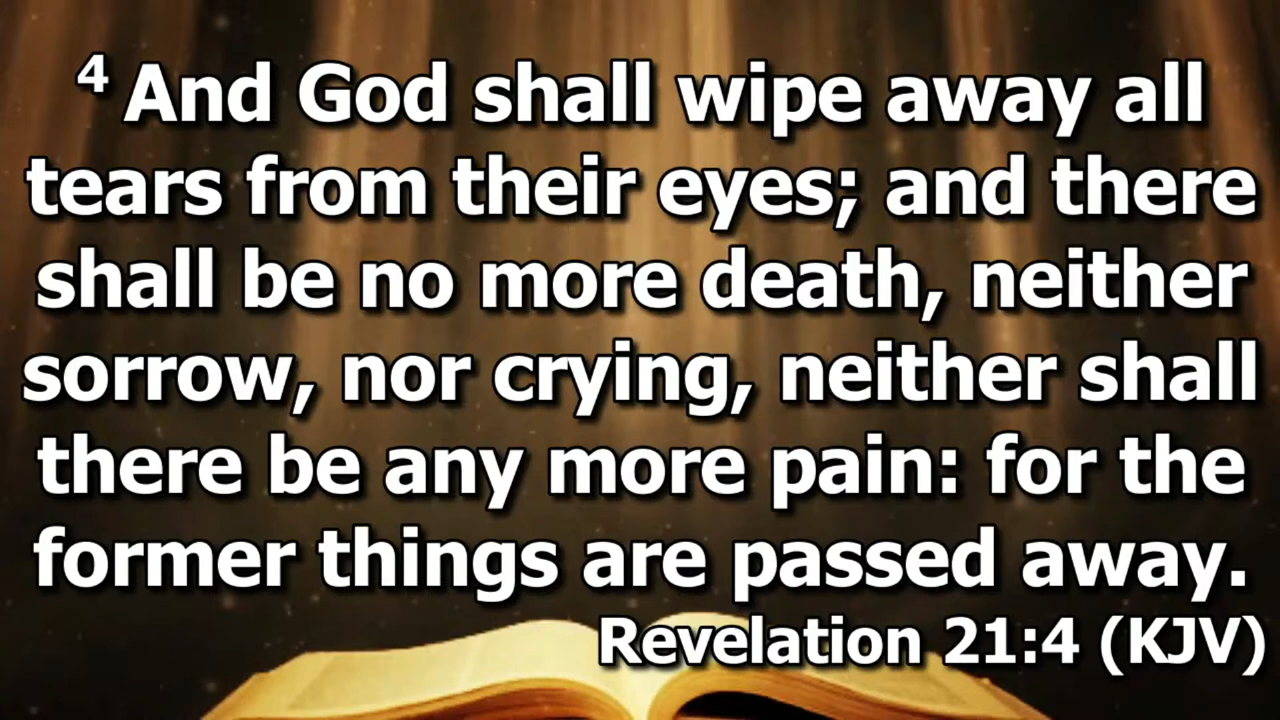 4 And God shall wipe away all
tears from their eyes; and there
shall be no more death, neither
sorrow, nor crying, neither shall
there be any more pain: for the
former things are passed away.
Revelation 21:4 (KJV)